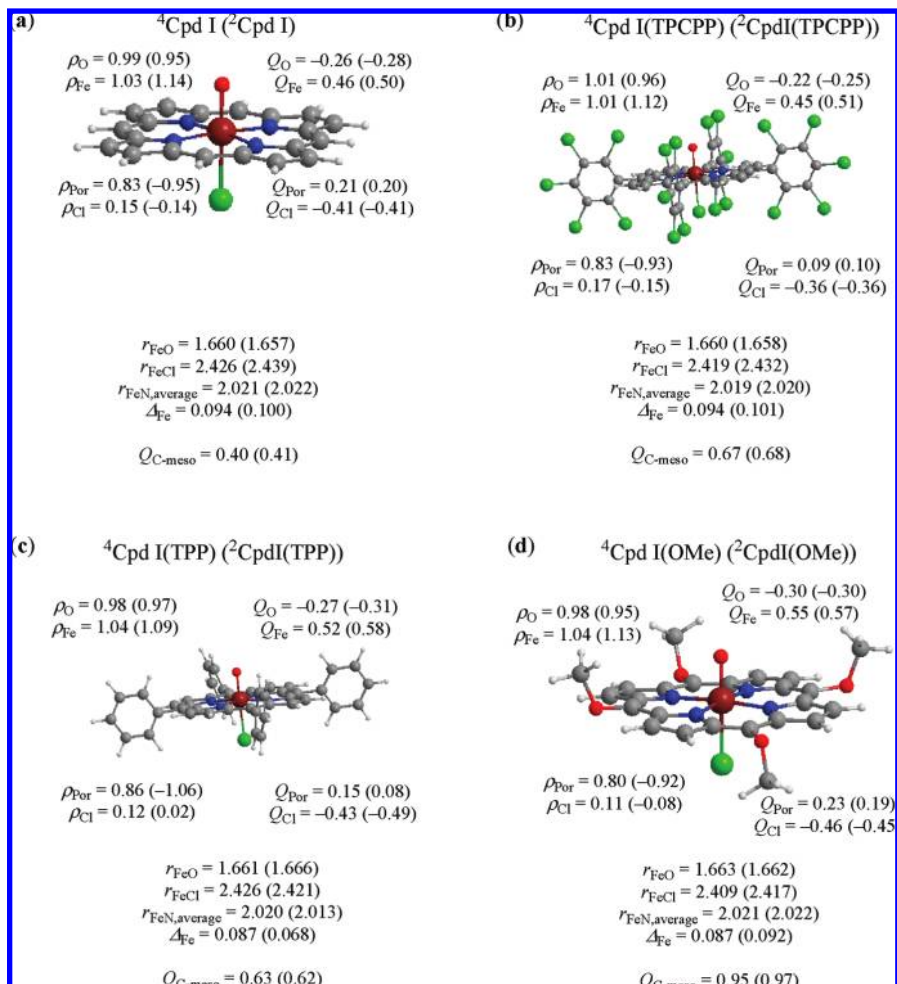 (a) ⁴Cpd I (²Cpd I)
ρO = 0.99 (0.95) QO = –0.26 (–0.28)
ρFe = 1.03 (1.14) QFe = 0.46 (0.50)
ρPor = 0.83 (–0.95) QPor = 0.21 (0.20)
ρCl = 0.15 (–0.14) QCl = –0.41 (–0.41)
rFeO = 1.660 (1.657)
rFeCl = 2.426 (2.439)
rFeN,average = 2.021 (2.022)
ΔFe = 0.094 (0.100)
QC-meso = 0.40 (0.41)
(b) ⁴Cpd I(TPCPP) (²CpdI(TPCPP))
ρO = 1.01 (0.96) QO = –0.22 (–0.25)
ρFe = 1.01 (1.12) QFe = 0.45 (0.51)
ρPor = 0.83 (–0.93) QPor = 0.09 (0.10)
ρCl = 0.17 (–0.15) QCl = –0.36 (–0.36)
rFeO = 1.660 (1.658)
rFeCl = 2.419 (2.432)
rFeN,average = 2.019 (2.020)
ΔFe = 0.094 (0.101)
QC-meso = 0.67 (0.68)
(c) ⁴Cpd I(TPP) (²CpdI(TPP))
ρO = 0.98 (0.97) QO = –0.27 (–0.31)
ρFe = 1.04 (1.09) QFe = 0.52 (0.58)
ρPor = 0.86 (–1.06) QPor = 0.15 (0.08)
ρCl = 0.12 (0.02) QCl = –0.43 (–0.49)
rFeO = 1.661 (1.666)
rFeCl = 2.426 (2.421)
rFeN,average = 2.020 (2.013)
ΔFe = 0.087 (0.068)
QC-meso = 0.63 (0.62)
(d) ⁴Cpd I(OMe) (²CpdI(OMe))
ρO = 0.98 (0.95) QO = –0.30 (–0.30)
ρFe = 1.04 (1.13) QFe = 0.55 (0.57)
ρPor = 0.80 (–0.92) QPor = 0.23 (0.19)
ρCl = 0.11 (–0.08) QCl = –0.46 (–0.45
rFeO = 1.663 (1.662)
rFeCl = 2.409 (2.417)
rFeN,average = 2.021 (2.022)
ΔFe = 0.087 (0.092)
QC-meso = 0.95 (0.97)